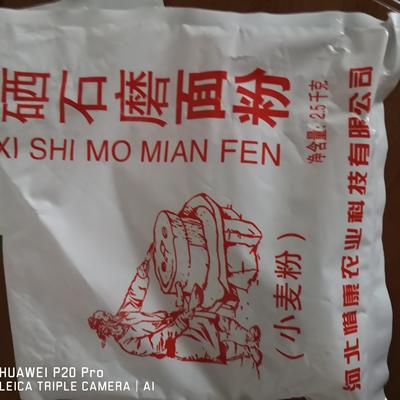 硒石磨面粉
XI SHI MO MIAN FEN
净含量:2.5千克
(小麦粉)
河北慎康农业科技有限公司
HUAWEI P20 Pro
LEICA TRIPLE CAMERA | AI